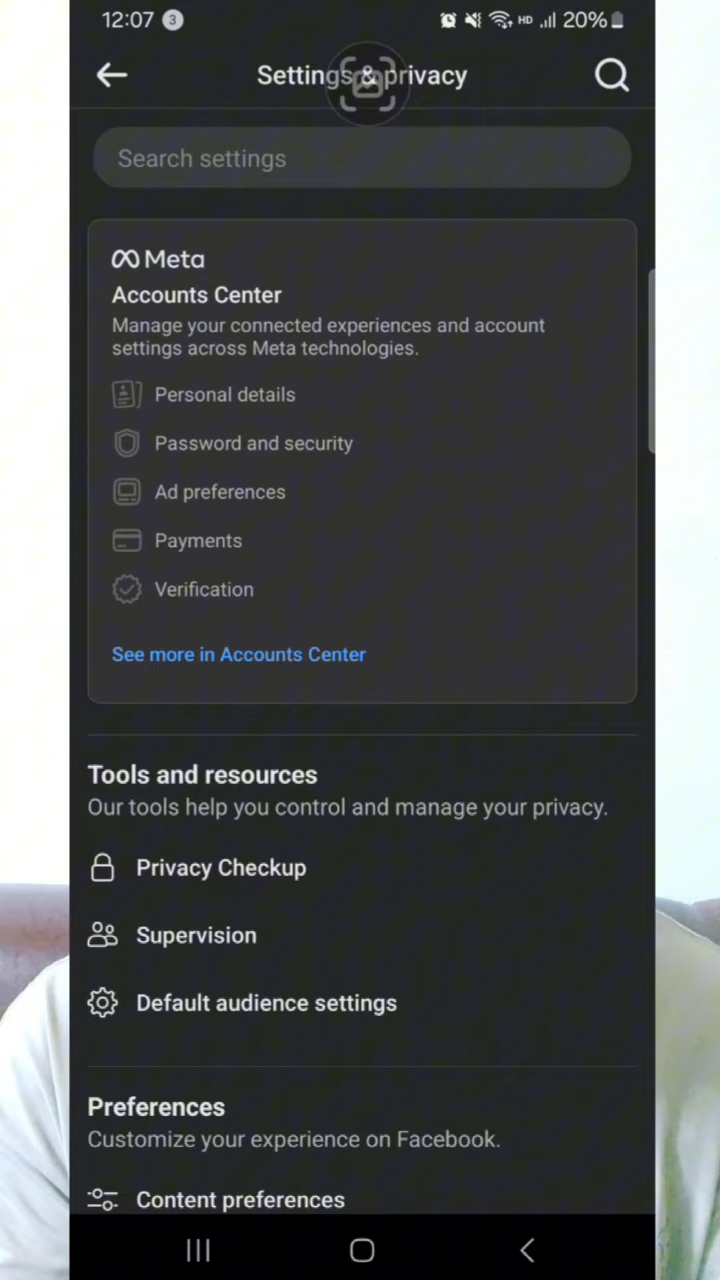 12:07 3 HD 20%
Settings & privacy
Search settings
Meta
Accounts Center
Manage your connected experiences and account
settings across Meta technologies.
Personal details
Password and security
Ad preferences
Payments
Verification
See more in Accounts Center
Tools and resources
Our tools help you control and manage your privacy.
Privacy Checkup
Supervision
Default audience settings
Preferences
Customize your experience on Facebook.
Content preferences